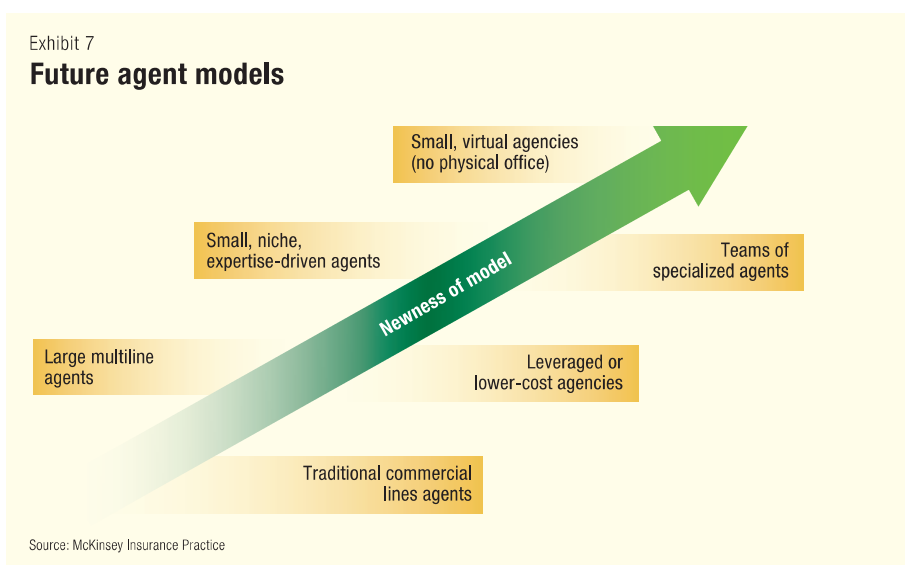 Exhibit 7
Future agent models
Small, virtual agencies
(no physical office)
Small, niche,
expertise-driven agents
Teams of
specialized agents
Newness of model
Large multiline
agents
Leveraged or
lower-cost agencies
Traditional commercial
lines agents
Source: McKinsey Insurance Practice